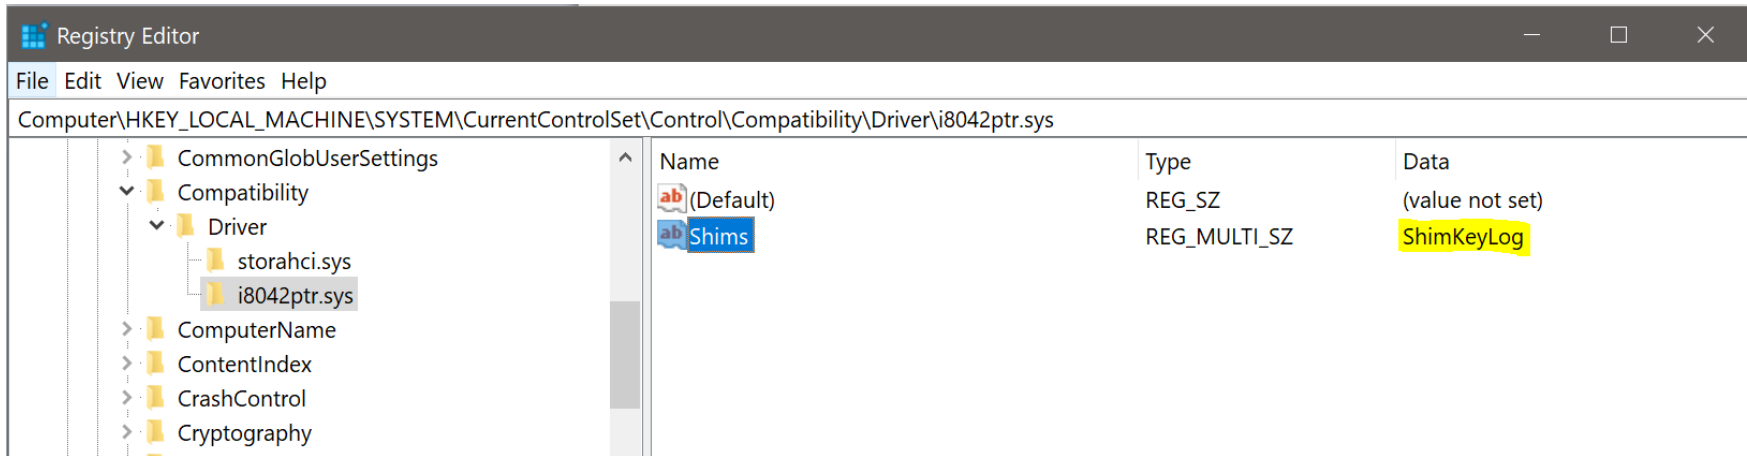 Registry Editor
File Edit View Favorites Help
Computer\HKEY_LOCAL_MACHINE\SYSTEM\CurrentControlSet\Control\Compatibility\Driver\i8042ptr.sys
CommonGlobUserSettings
Compatibility
Driver
storahci.sys
i8042ptr.sys
ComputerName
ContentIndex
CrashControl
Cryptography
Name Type Data
ab (Default) REG_SZ (value not set)
ab Shims REG_MULTI_SZ ShimKeyLog